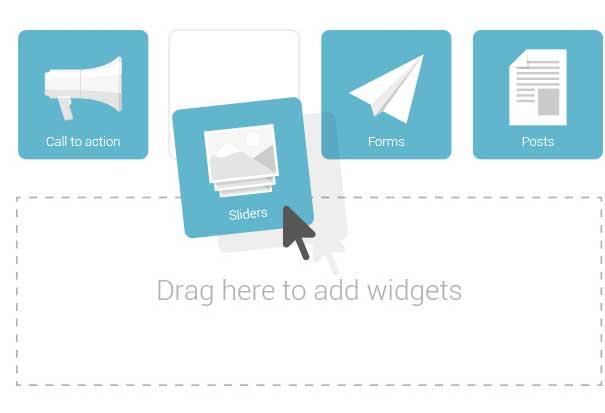 Call to action
Forms
Posts
Sliders
Drag here to add widgets